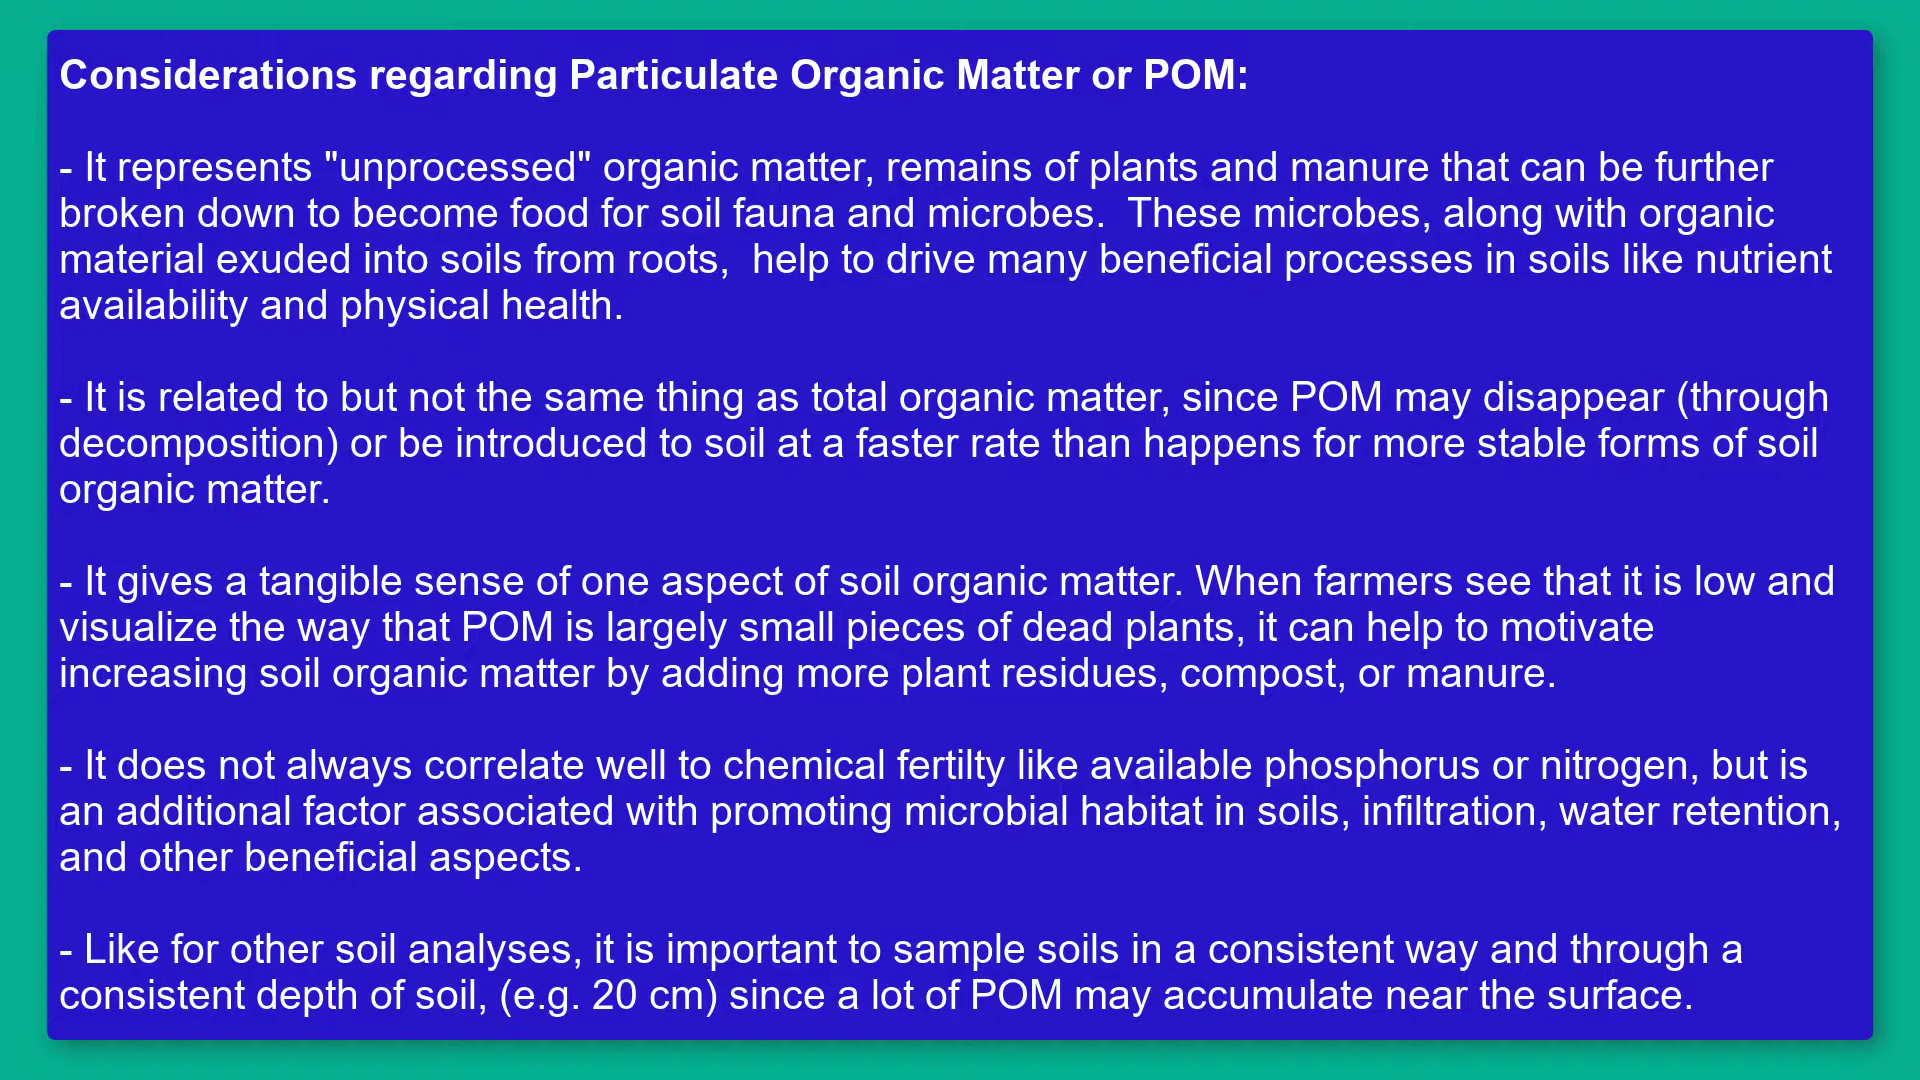 Considerations regarding Particulate Organic Matter or POM:
- It represents "unprocessed" organic matter, remains of plants and manure that can be further
broken down to become food for soil fauna and microbes.  These microbes, along with organic
material exuded into soils from roots,  help to drive many beneficial processes in soils like nutrient
availability and physical health.
- It is related to but not the same thing as total organic matter, since POM may disappear (through
decomposition) or be introduced to soil at a faster rate than happens for more stable forms of soil
organic matter.
- It gives a tangible sense of one aspect of soil organic matter. When farmers see that it is low and
visualize the way that POM is largely small pieces of dead plants, it can help to motivate
increasing soil organic matter by adding more plant residues, compost, or manure.
- It does not always correlate well to chemical fertilty like available phosphorus or nitrogen, but is
an additional factor associated with promoting microbial habitat in soils, infiltration, water retention,
and other beneficial aspects.
- Like for other soil analyses, it is important to sample soils in a consistent way and through a
consistent depth of soil, (e.g. 20 cm) since a lot of POM may accumulate near the surface.